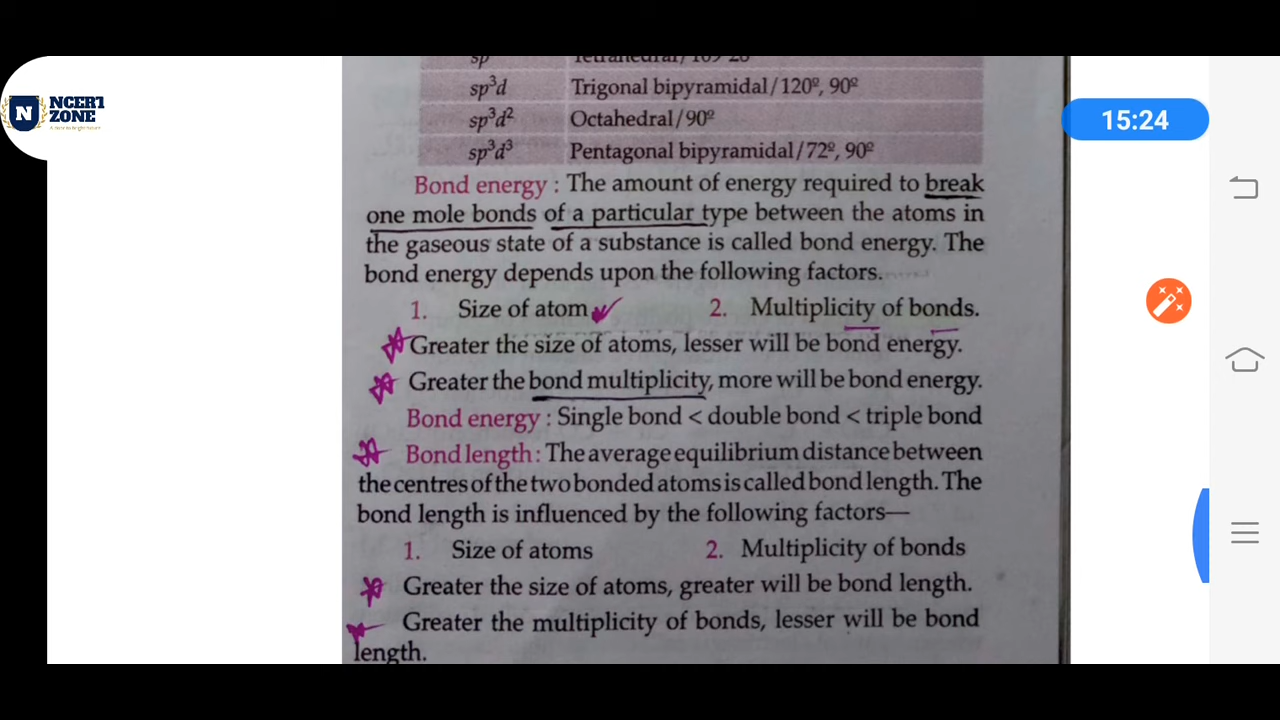 sp Tetrahedral/109º28'
sp³d Trigonal bipyramidal/120º, 90º
sp³d² Octahedral/90º
sp³d³ Pentagonal bipyramidal/72º, 90º
Bond energy : The amount of energy required to break
one mole bonds of a particular type between the atoms in
the gaseous state of a substance is called bond energy. The
bond energy depends upon the following factors.
1. Size of atom 2. Multiplicity of bonds.
Greater the size of atoms, lesser will be bond energy.
Greater the bond multiplicity, more will be bond energy.
Bond energy : Single bond < double bond < triple bond
Bond length : The average equilibrium distance between
the centres of the two bonded atoms is called bond length. The
bond length is influenced by the following factors—
1. Size of atoms 2. Multiplicity of bonds
Greater the size of atoms, greater will be bond length.
Greater the multiplicity of bonds, lesser will be bond
length.
N NCERT
ZONE
15:24